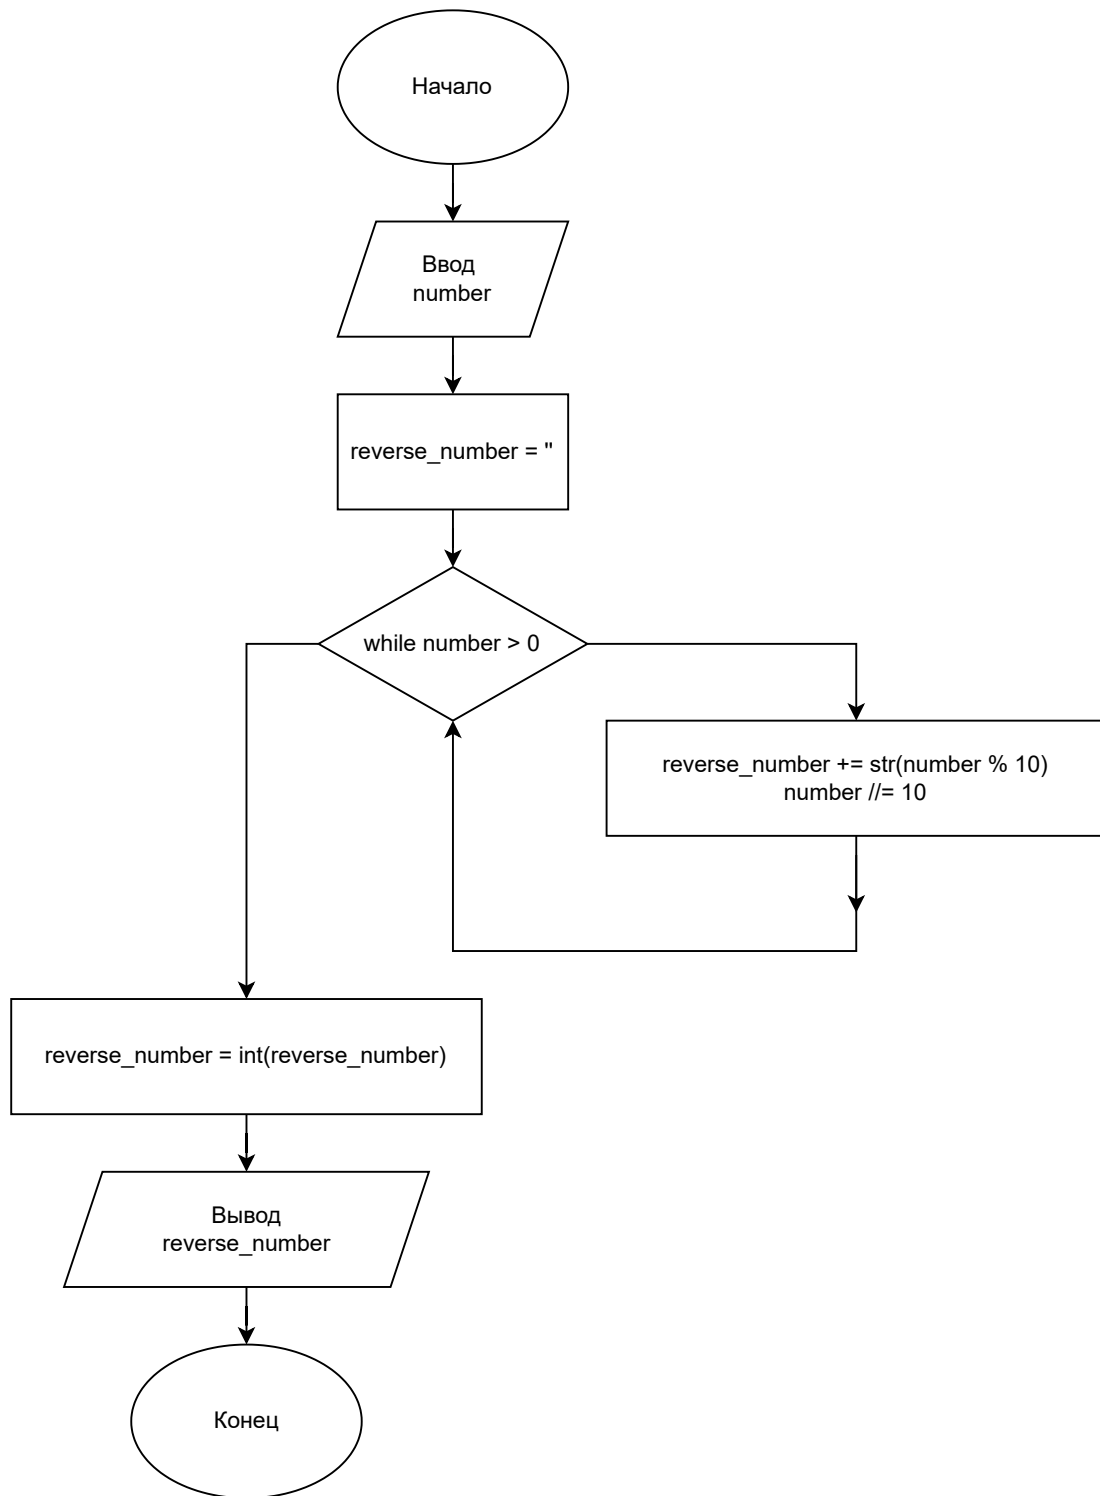 Начало
Ввод
number
reverse_number = ''
while number > 0
reverse_number += str(number % 10)
number //= 10
reverse_number = int(reverse_number)
Вывод
reverse_number
Конец